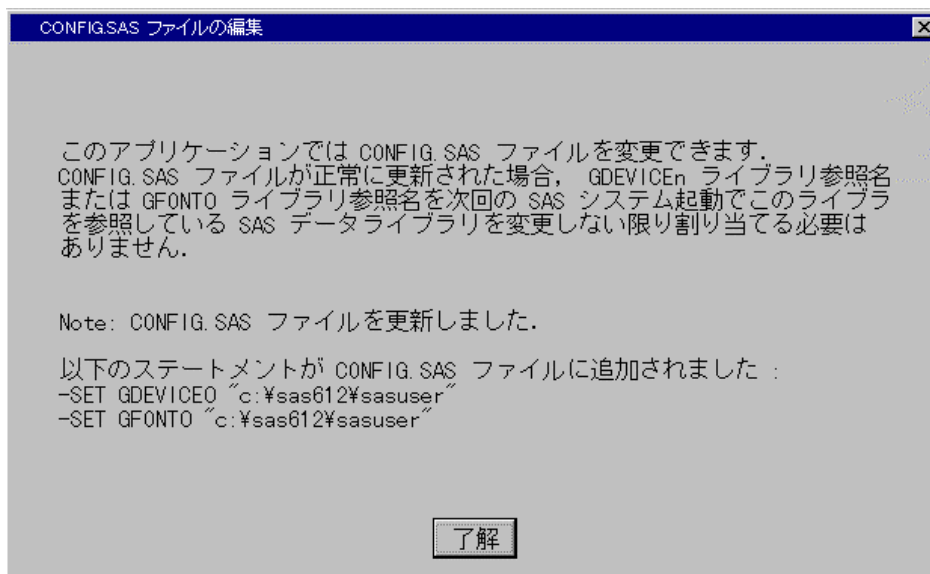 CONFIG.SAS ファイルの編集
このアプリケーションでは CONFIG.SAS ファイルを変更できます.
CONFIG.SAS ファイルが正常に更新された場合, GDEVICEn ライブラリ参照名
または GFONT0 ライブラリ参照名を次回の SAS システム起動でこのライブラ
を参照している SAS データライブラリを変更しない限り割り当てる必要は
ありません.
Note: CONFIG.SAS ファイルを更新しました.
以下のステートメントが CONFIG.SAS ファイルに追加されました :
-SET GDEVICE0 "c:¥sas612¥sasuser"
-SET GFONT0 "c:¥sas612¥sasuser"
了解